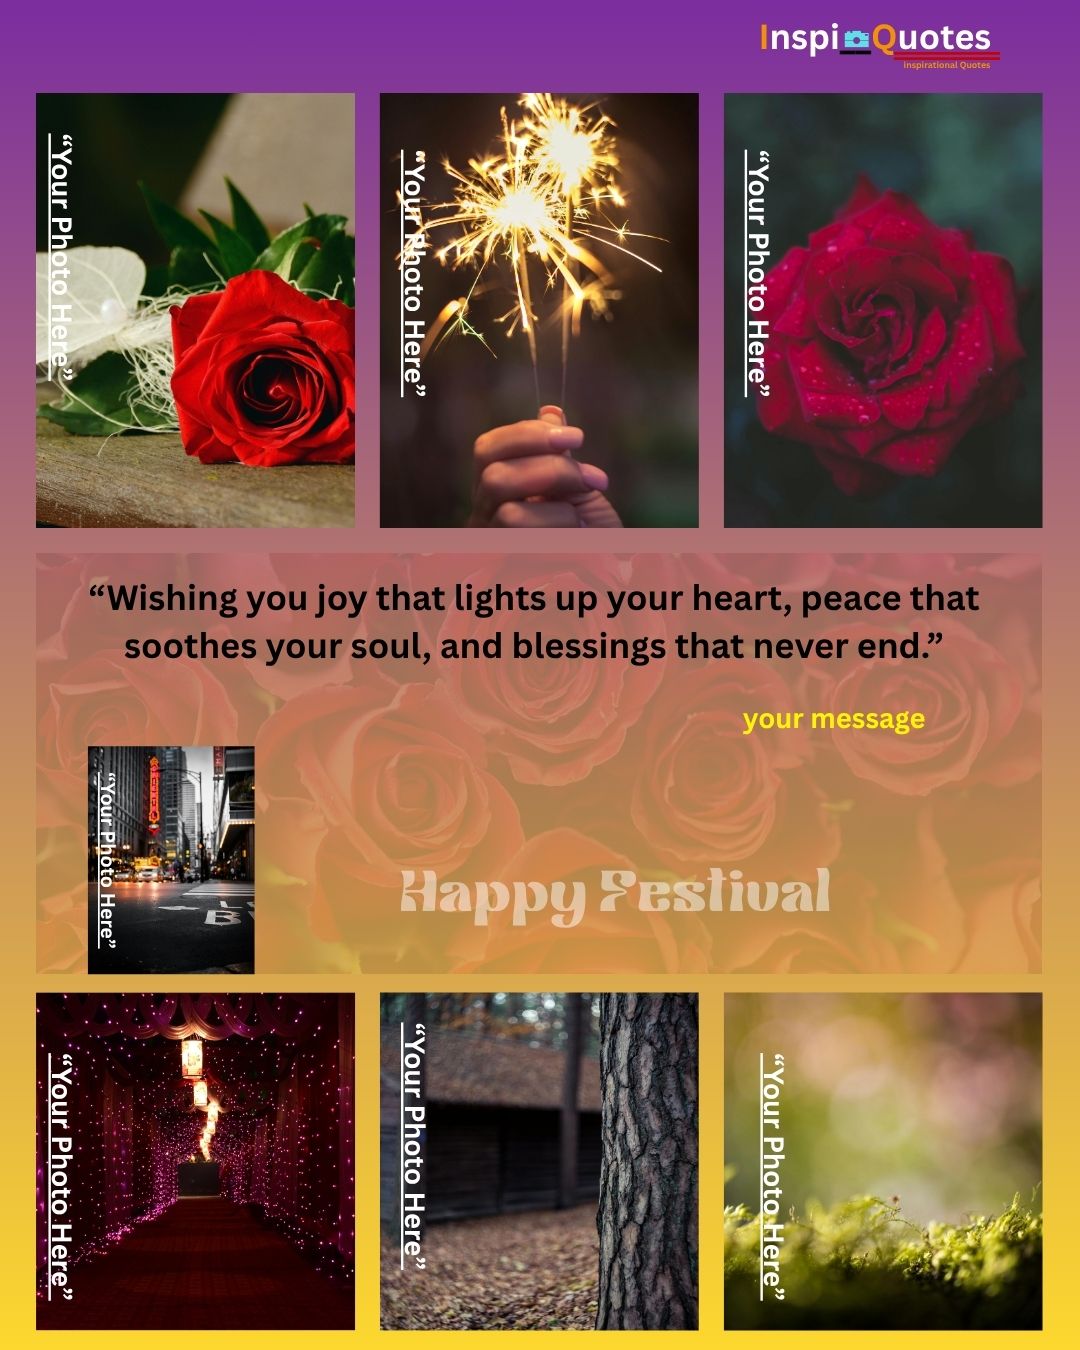 InspiQuotes
inspirational Quotes
“Your Photo Here”
“Your Photo Here”
“Your Photo Here”
“Wishing you joy that lights up your heart, peace that
soothes your soul, and blessings that never end.”
your message
“Your Photo Here”
Happy Festival
“Your Photo Here”
“Your Photo Here”
“Your Photo Here”